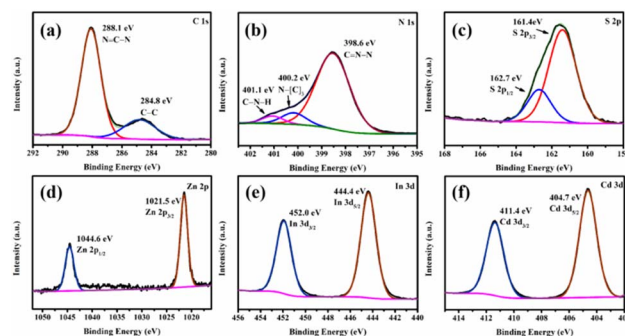 (a)
C 1s
288.1 eV
N=C–N
284.8 eV
C–C
Intensity (a.u.)
292 290 288 286 284 282 280
Binding Energy (eV)
(b)
N 1s
398.6 eV
C=N–N
400.2 eV
N–[C]3
401.1 eV
C–N–H
Intensity (a.u.)
402 401 400 399 398 397 396 395
Binding Energy (eV)
(c)
S 2p
161.4eV
S 2p3/2
162.7 eV
S 2p1/2
Intensity (a.u.)
168 166 164 162 160
Binding Energy (eV)
(d)
Zn 2p
1021.5 eV
Zn 2p3/2
1044.6 eV
Zn 2p1/2
Intensity (a.u.)
1050 1045 1040 1035 1030 1025 1020
Binding Energy (eV)
(e)
In 3d
444.4 eV
In 3d5/2
452.0 eV
In 3d3/2
Intensity (a.u.)
456 454 452 450 448 446 444 442 440
Binding Energy (eV)
(f)
Cd 3d
404.7 eV
Cd 3d5/2
411.4 eV
Cd 3d3/2
Intensity (a.u.)
414 412 410 408 406 404 402
Binding Energy (eV)